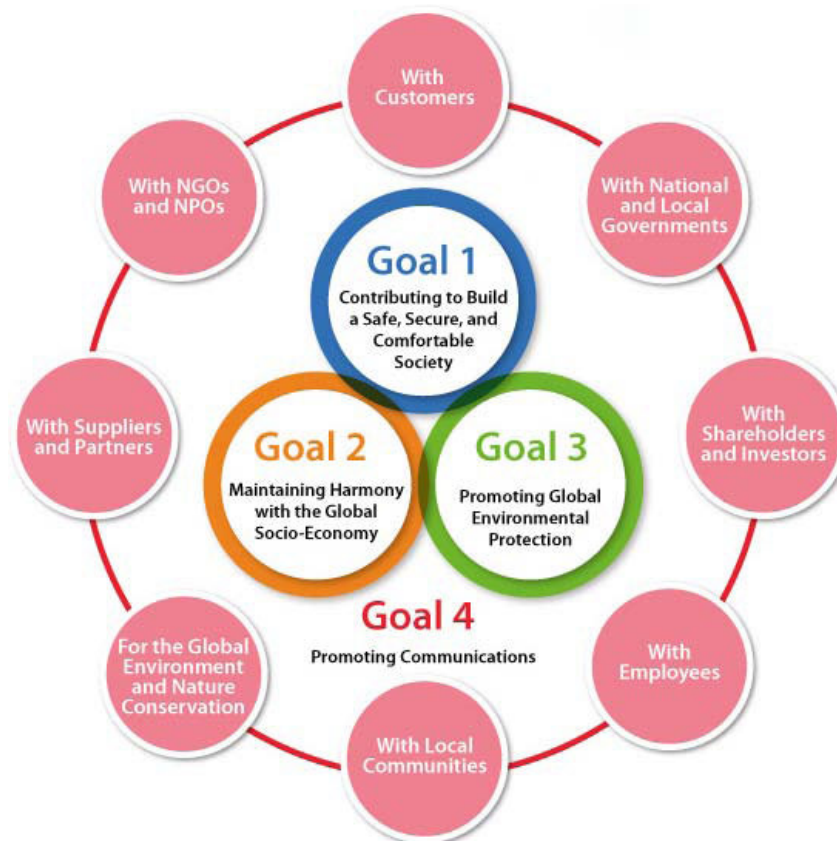 With
Customers
With National
and Local
Governments
With
Shareholders
and Investors
With
Employees
With Local
Communities
For the Global
Environment
and Nature
Conservation
With Suppliers
and Partners
With NGOs
and NPOs
Goal 1
Contributing to Build
a Safe, Secure, and
Comfortable
Society
Goal 2
Maintaining Harmony
with the Global
Socio-Economy
Goal 3
Promoting Global
Environmental
Protection
Goal 4
Promoting Communications